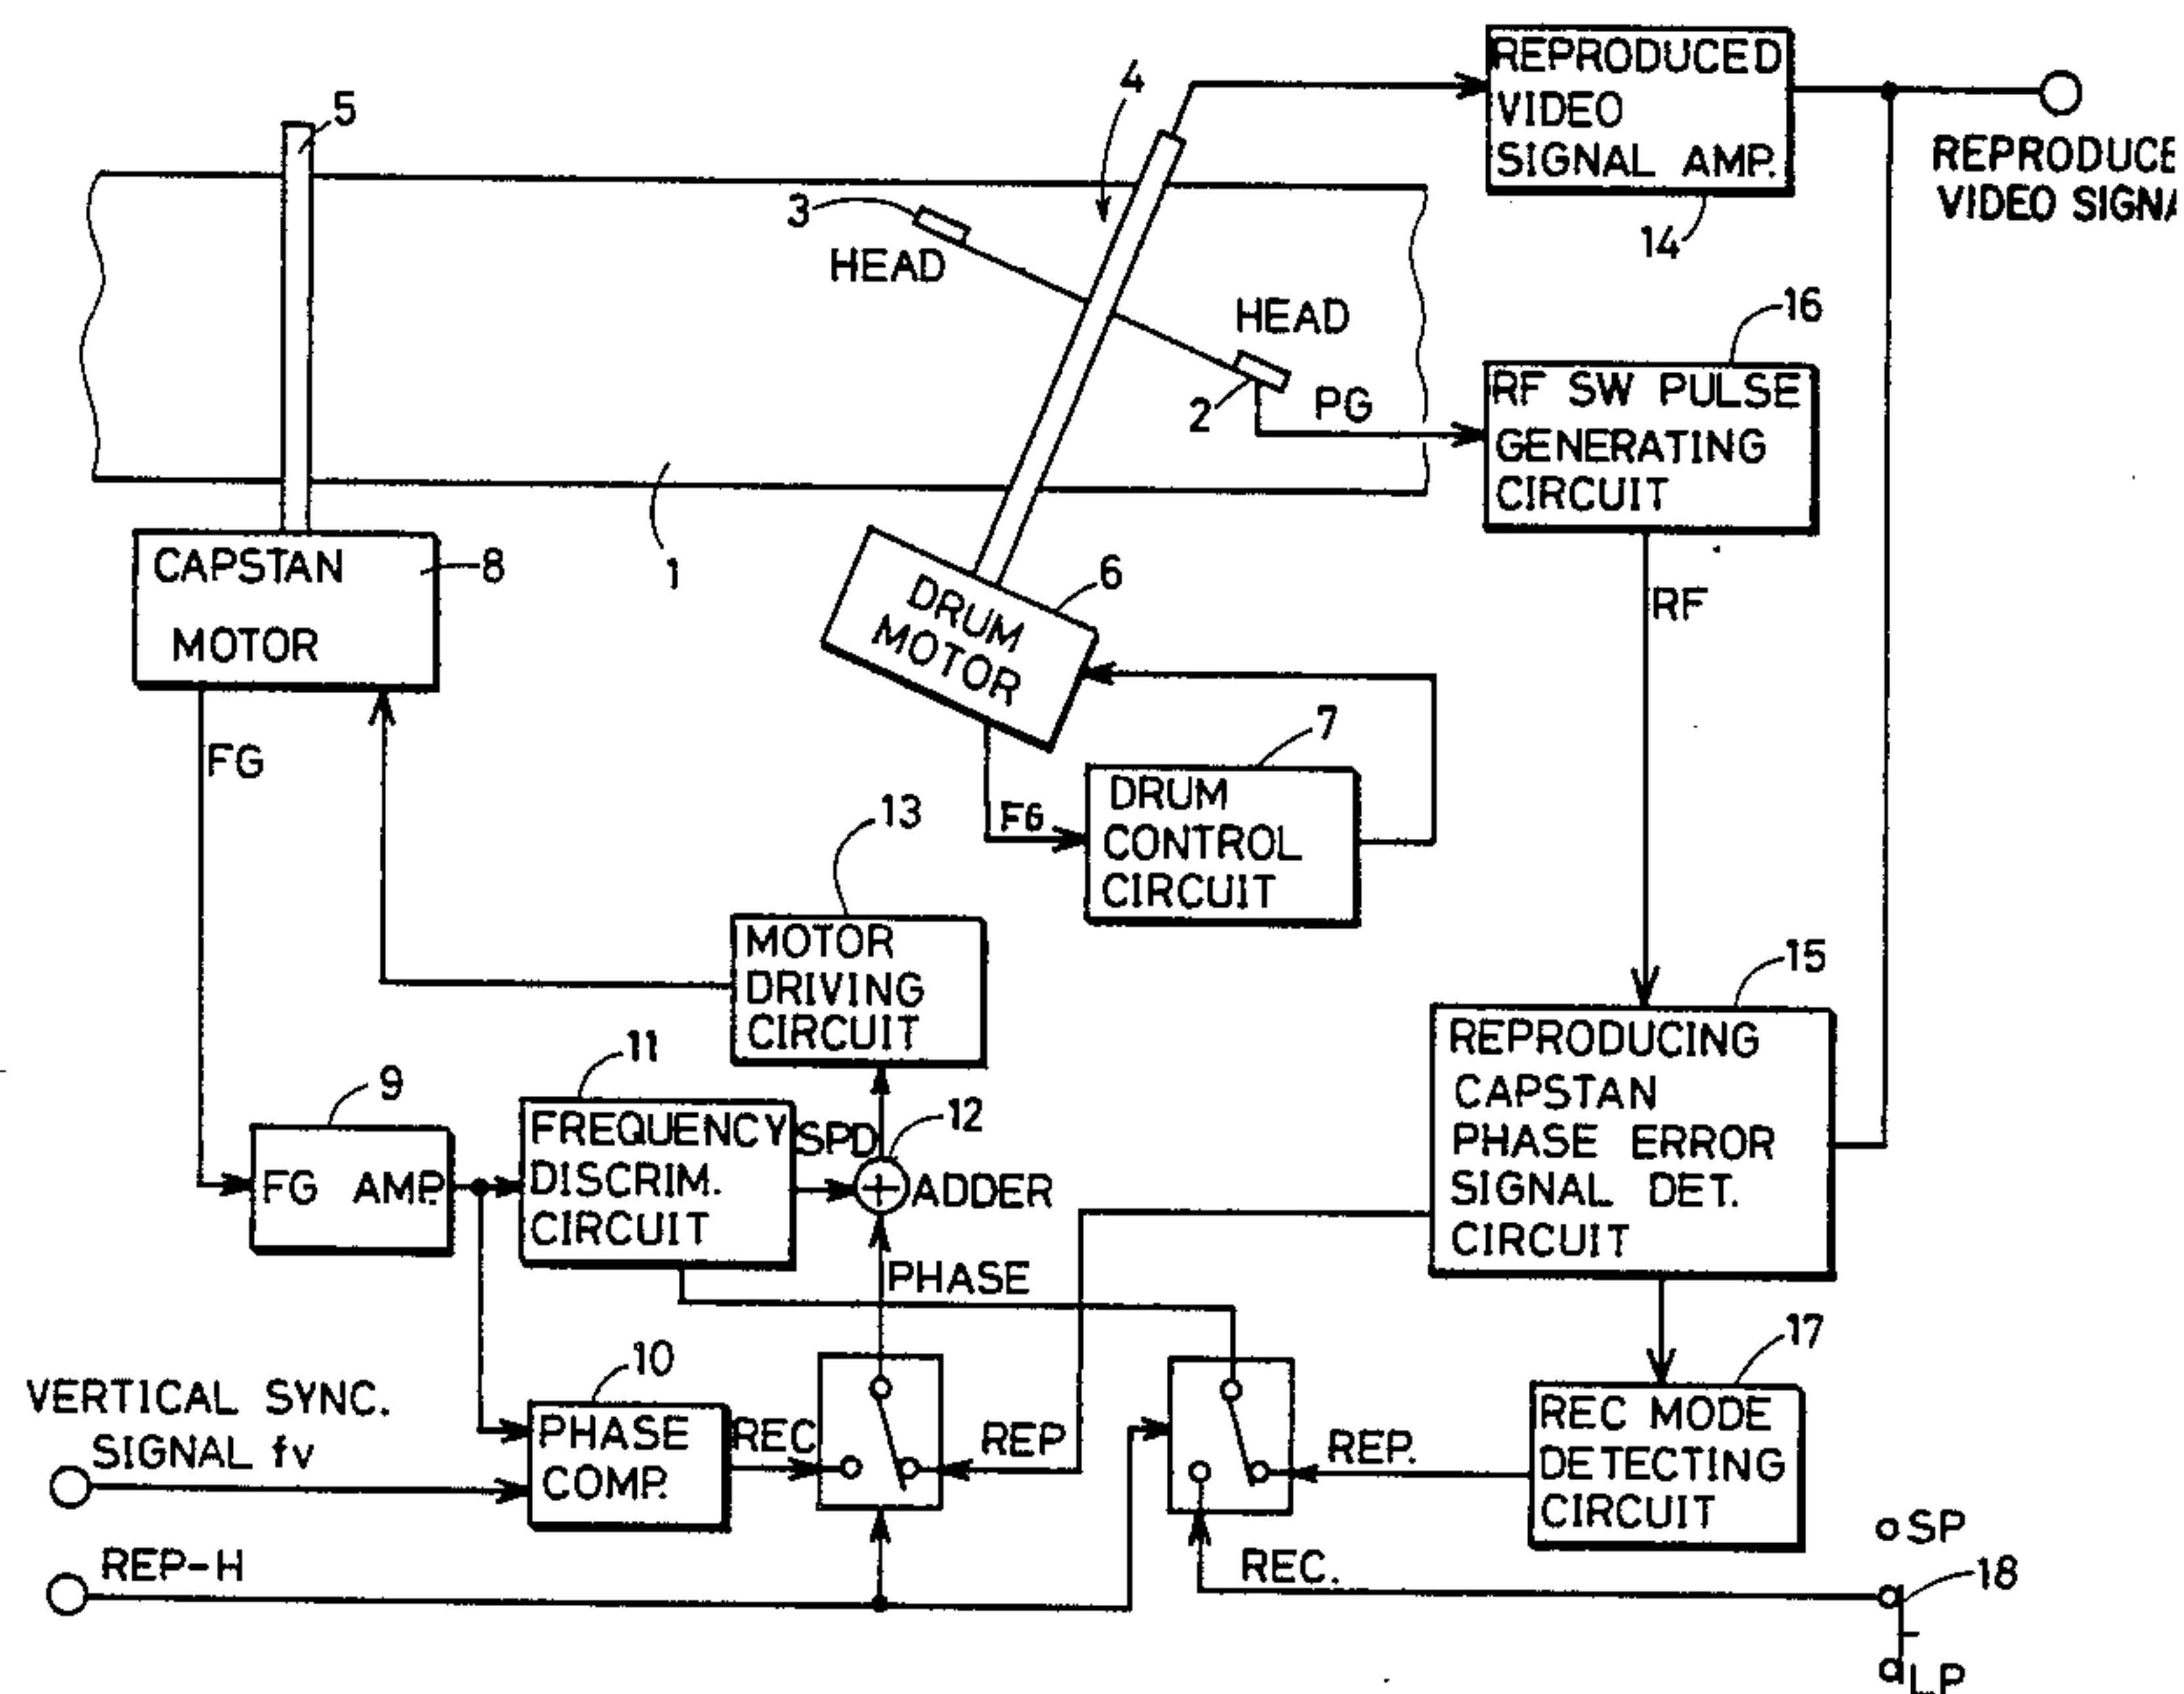 REPRODUCED
VIDEO
SIGNAL AMP.
14
REPRODUCE
VIDEO SIGNA
5
4
3
HEAD
HEAD
2
PG
16
RF SW PULSE
GENERATING
CIRCUIT
RF
1
CAPSTAN
MOTOR
8
DRUM
MOTOR
6
FG
7
FG
DRUM
CONTROL
CIRCUIT
13
MOTOR
DRIVING
CIRCUIT
15
REPRODUCING
CAPSTAN
PHASE ERROR
SIGNAL DET.
CIRCUIT
9
FG AMP.
11
FREQUENCY
DISCRIM.
CIRCUIT
SPD
12
ADDER
PHASE
VERTICAL SYNC.
SIGNAL fv
10
PHASE
COMP.
REC
REP
REP.
17
REC MODE
DETECTING
CIRCUIT
REP-H
REC.
SP
18
LP